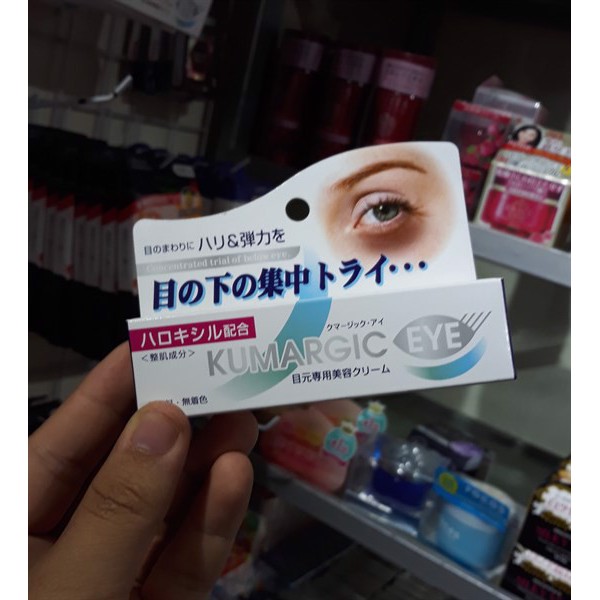 目のまわりに ハリ&弾力を
Concentrated trial of below eye.
目の下の集中トライ・・・
ハロキシル配合
<整肌成分>
クマージック・アイ
KUMARGIC EYE
目元専用美容クリーム
・無着色